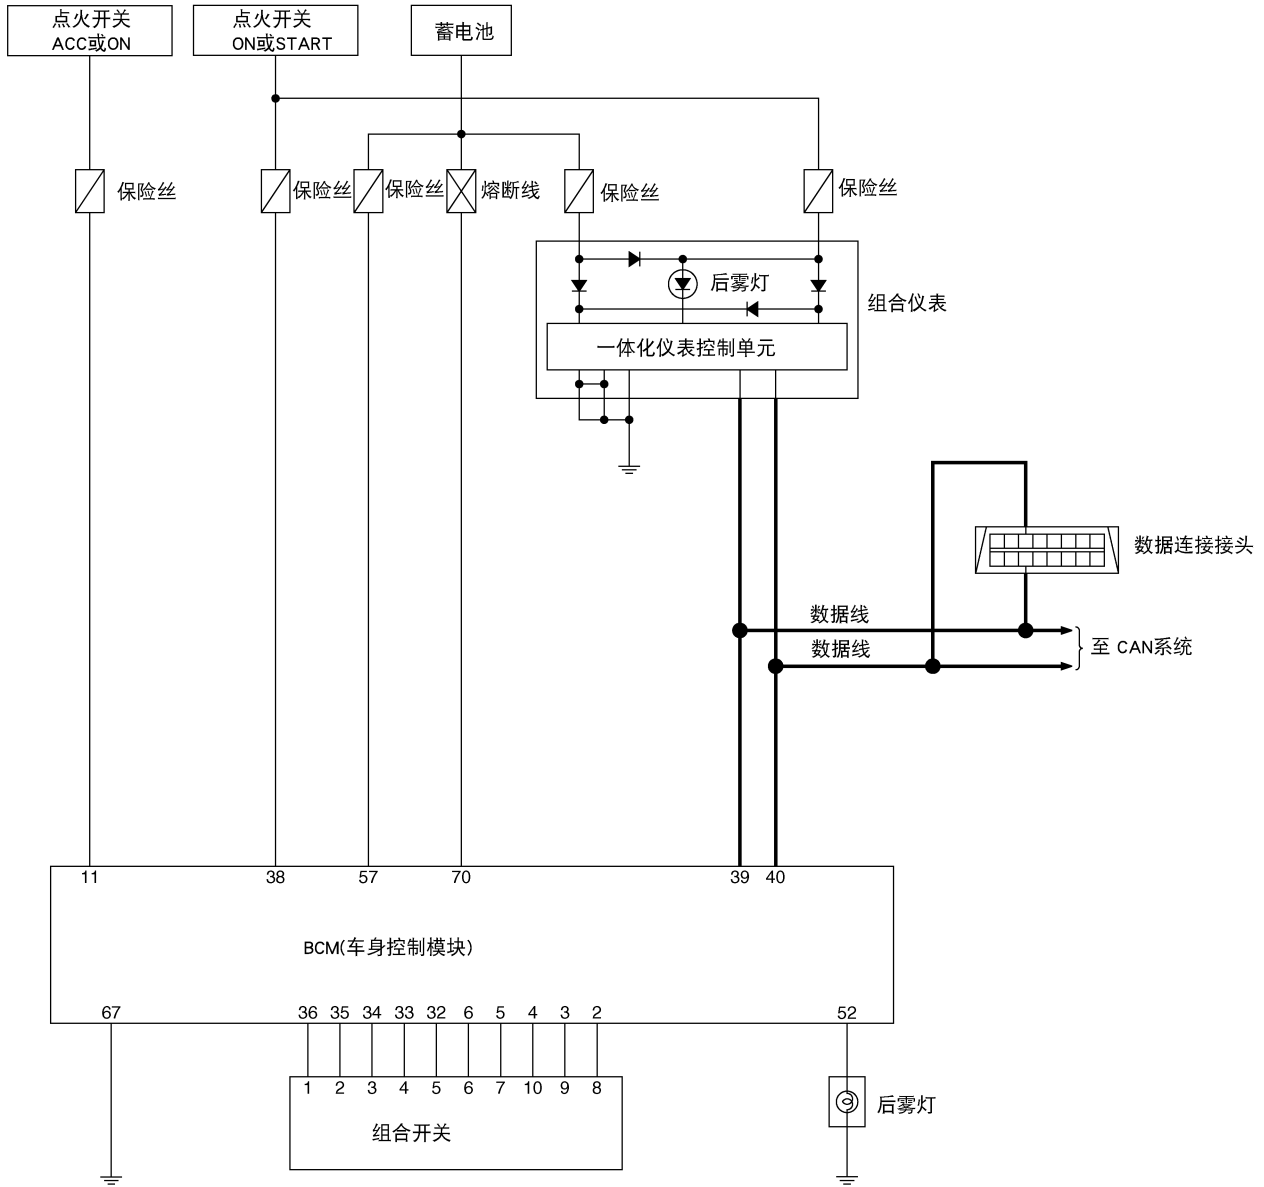 点火开关
ACC或ON
点火开关
ON或START
蓄电池
保险丝
保险丝
保险丝
熔断线
保险丝
保险丝
后雾灯
组合仪表
一体化仪表控制单元
数据连接接头
数据线
数据线
至 CAN系统
11
38
57
70
39
40
BCM(车身控制模块)
67
36
35
34
33
32
6
5
4
3
2
52
1
2
3
4
5
6
7
10
9
8
后雾灯
组合开关